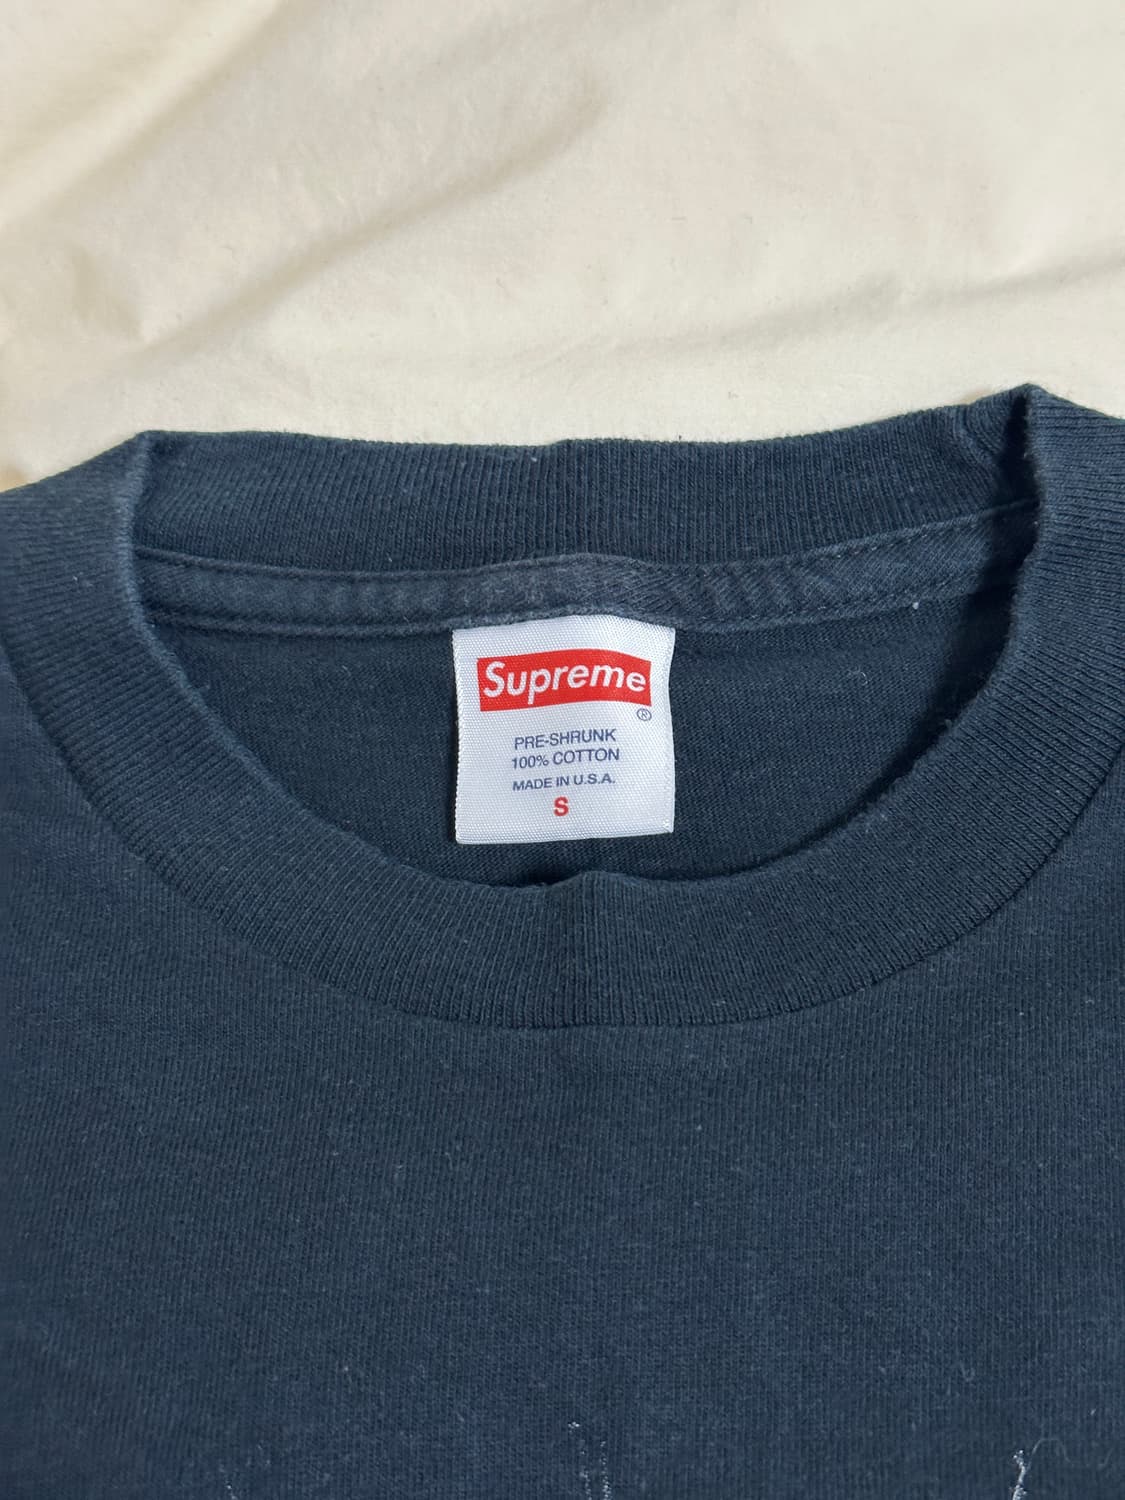 Supreme
®
PRE-SHRUNK
100% COTTON
MADE IN U.S.A.
S